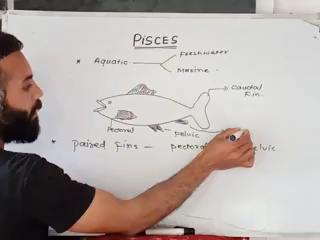 PISCES
* Aquatic
Freshwater
Marine -
Caudal
Fin.
Pectoral
Pelvic
* paired Fins - pectoral elvic